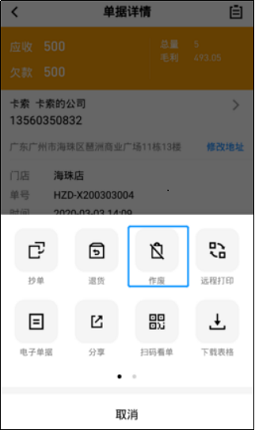 单据详情
应收 500
总量 5
毛利 493.05
欠款 500
卡索 卡索的公司
13560350832
广东广州市海珠区琶洲商业广场11栋13楼 修改地址
门店 海珠店
单号 HZD-X200303004
时间 2020-03-03 14:09
抄单 退货 作废 远程打印
电子单据 分享 扫码看单 下载表格
取消